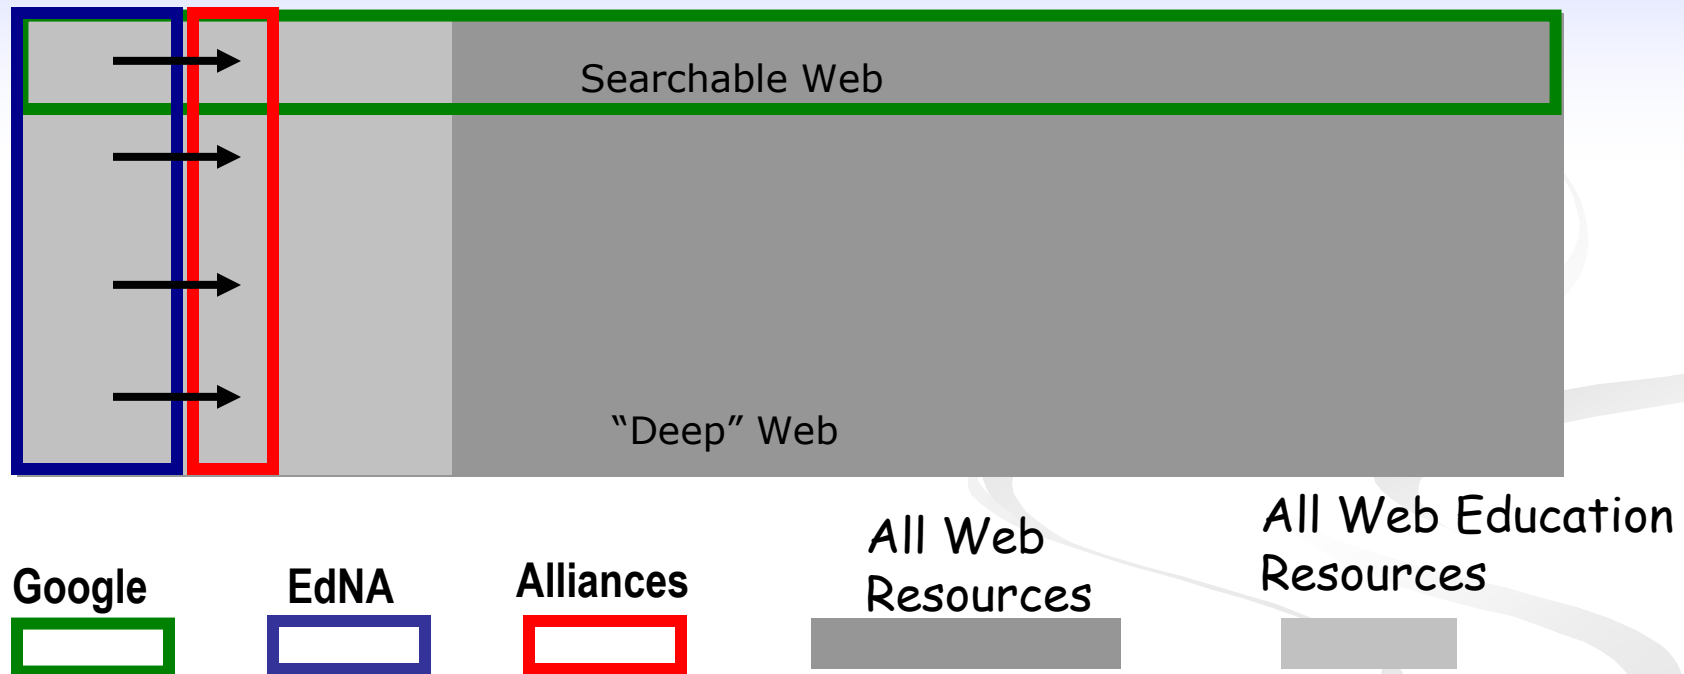 Searchable Web
“Deep” Web
Google
EdNA
Alliances
All Web
Resources
All Web Education
Resources